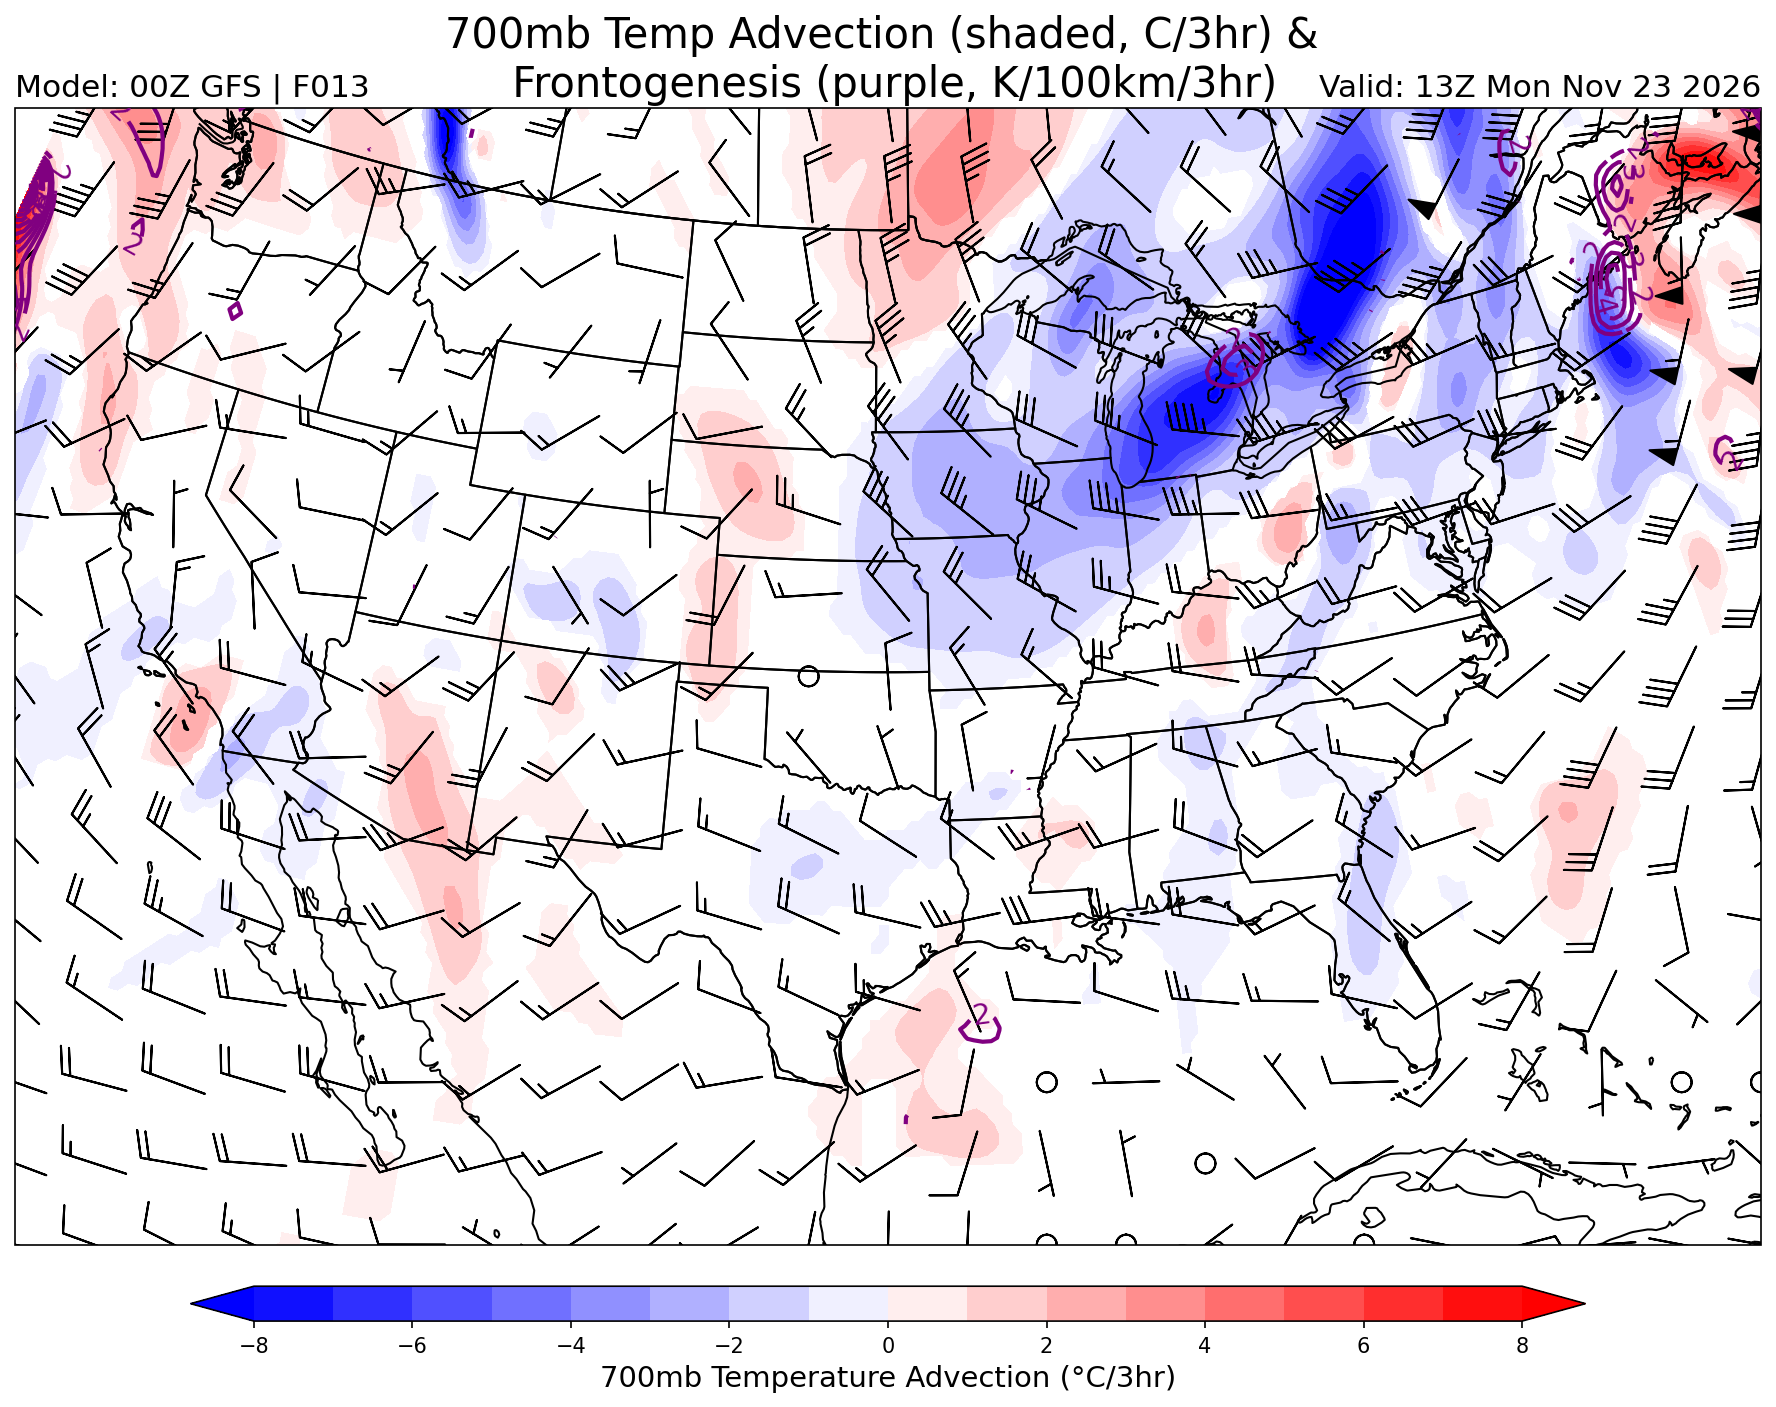 700mb Temp Advection (shaded, C/3hr) &
Model: 00Z GFS | F013 Frontogenesis (purple, K/100km/3hr) Valid: 13Z Mon Nov 23 2026
2
−8 −6 −4 −2 0 2 4 6 8
700mb Temperature Advection (°C/3hr)